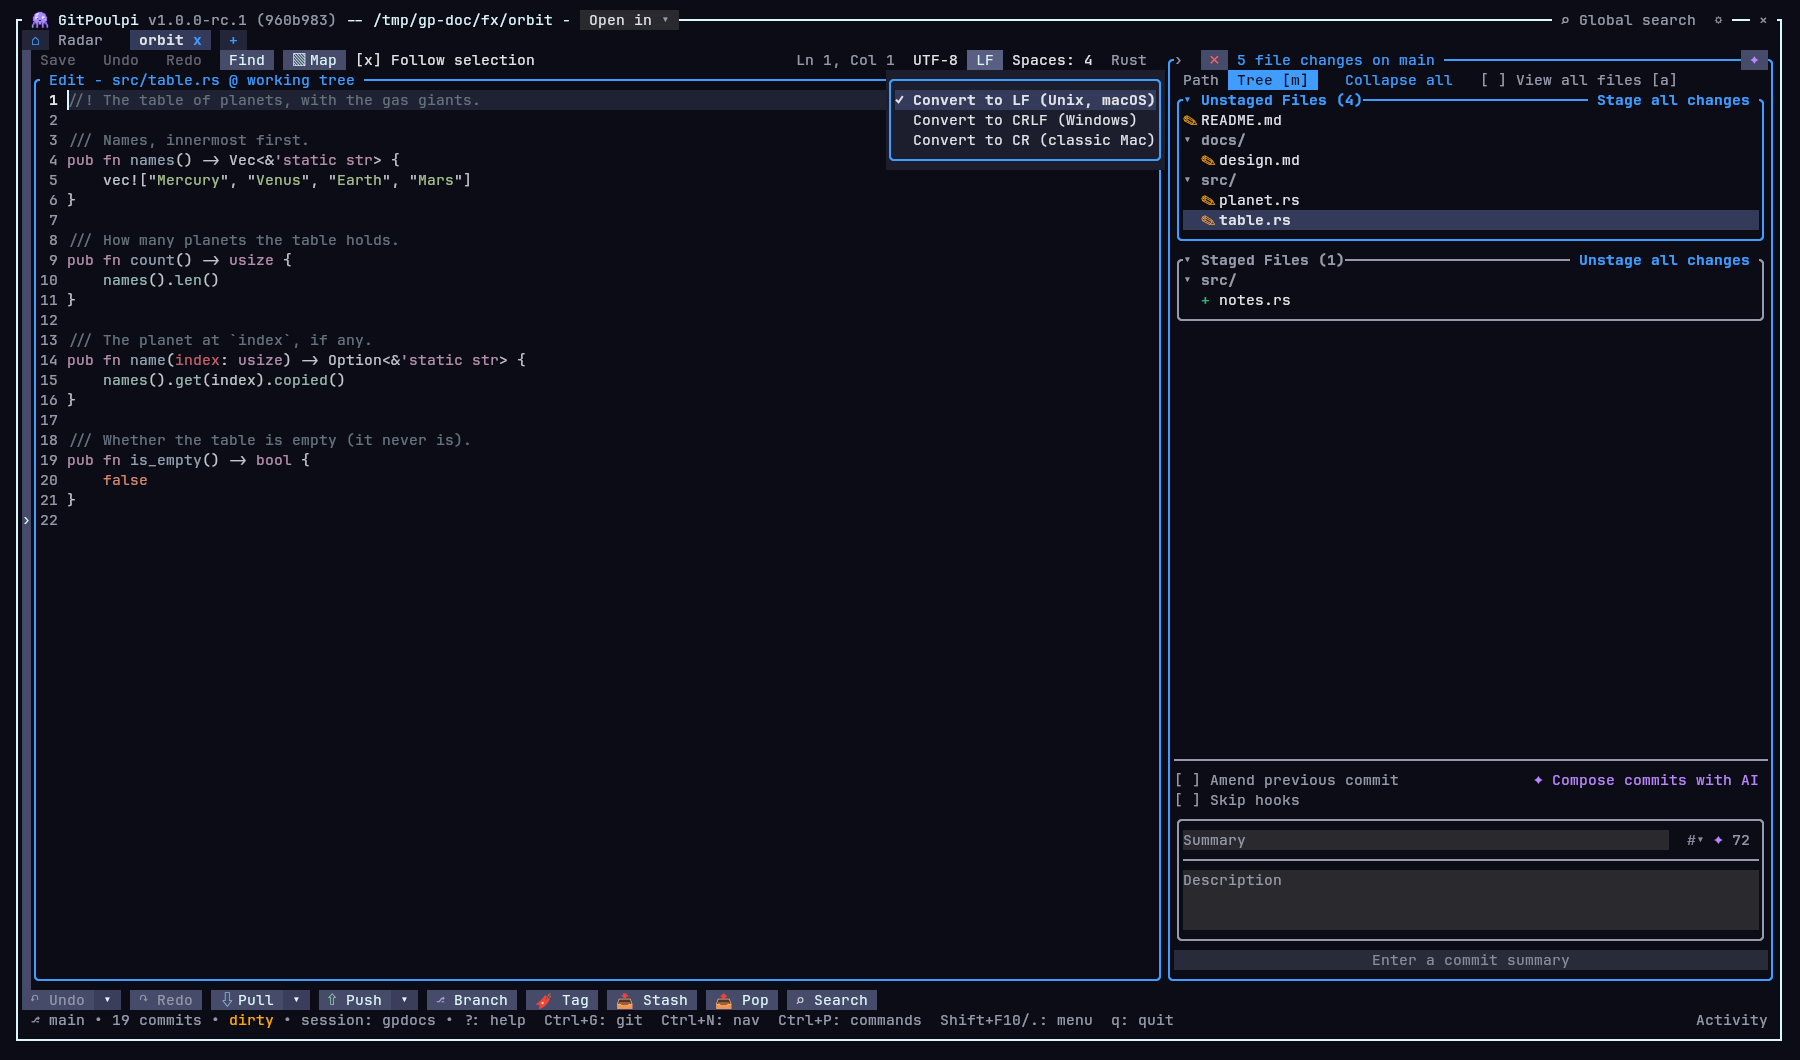 GitPoulpi v1.0.0-rc.1 (960b983) —— /tmp/gp-doc/fx/orbit - Open in ▾ ⌕ Global search ☼ ×
⌂ Radar orbit x +
Save Undo Redo Find ▧ Map [x] Follow selection Ln 1, Col 1 UTF-8 LF Spaces: 4 Rust
Edit - src/table.rs @ working tree
1 //! The table of planets, with the gas giants.
2
3 /// Names, innermost first.
4 pub fn names() -> Vec<&'static str> {
5     vec!["Mercury", "Venus", "Earth", "Mars"]
6 }
7
8 /// How many planets the table holds.
9 pub fn count() -> usize {
10     names().len()
11 }
12
13 /// The planet at `index`, if any.
14 pub fn name(index: usize) -> Option<&'static str> {
15     names().get(index).copied()
16 }
17
18 /// Whether the table is empty (it never is).
19 pub fn is_empty() -> bool {
20     false
21 }
› 22
✓ Convert to LF (Unix, macOS)
Convert to CRLF (Windows)
Convert to CR (classic Mac)
› ✕ 5 file changes on main ✦
Path Tree [m] Collapse all [ ] View all files [a]
▾ Unstaged Files (4) Stage all changes
✎ README.md
▾ docs/
✎ design.md
▾ src/
✎ planet.rs
✎ table.rs
▾ Staged Files (1) Unstage all changes
▾ src/
+ notes.rs
[ ] Amend previous commit ✦ Compose commits with AI
[ ] Skip hooks
Summary #▾ ✦ 72
Description
Enter a commit summary
↶ Undo ▾ ↷ Redo ⇩ Pull ▾ ⇧ Push ▾ ⎇ Branch Tag Stash Pop ⌕ Search
⎇ main • 19 commits • dirty • session: gpdocs • ?: help Ctrl+G: git Ctrl+N: nav Ctrl+P: commands Shift+F10/.: menu q: quit Activity